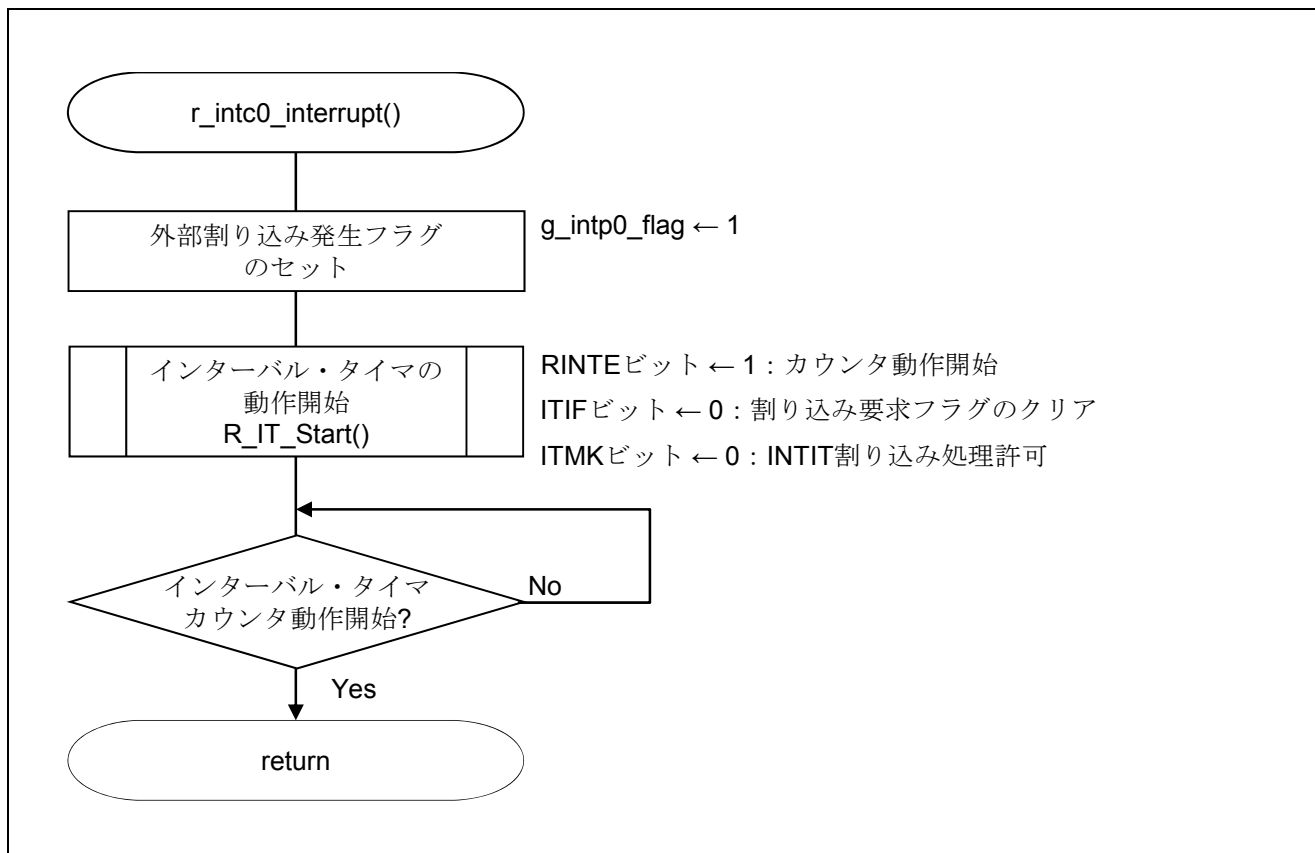 r_intc0_interrupt()
外部割り込み発生フラグ
のセット
g_intp0_flag ← 1
インターバル・タイマの
動作開始
R_IT_Start()
RINTEビット ← 1：カウンタ動作開始
ITIFビット ← 0：割り込み要求フラグのクリア
ITMKビット ← 0：INTIT割り込み処理許可
インターバル・タイマ
カウンタ動作開始?
No
Yes
return